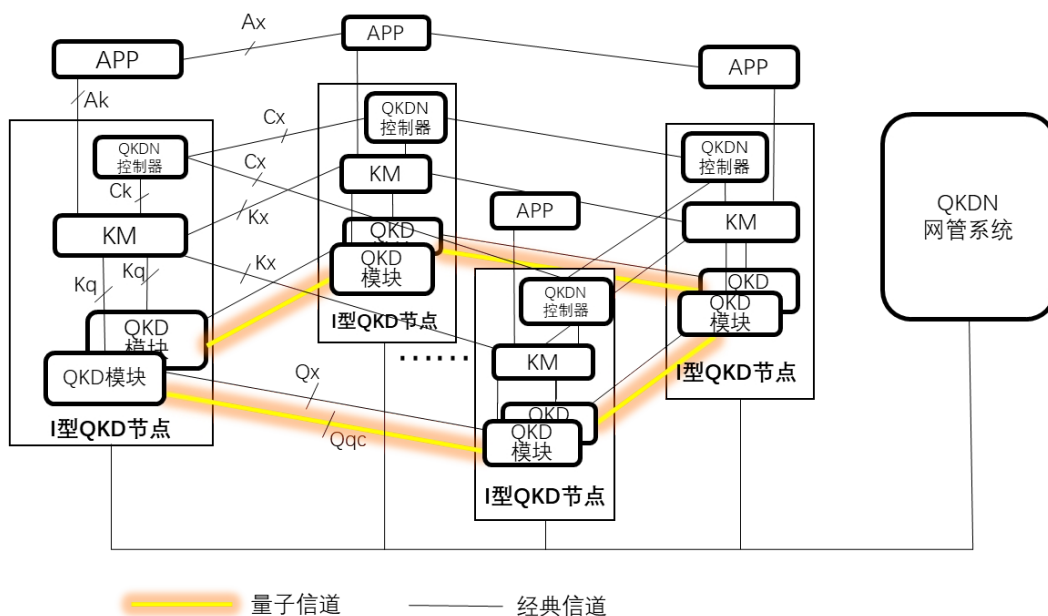 Ax
APP
APP
APP
Ak
QKDN
控制器
Cx
QKDN
控制器
QKDN
控制器
Cx
Ck
KM
Kx
KM
APP
KM
QKDN
网管系统
Kq
Kq
Kx
QKD
QKD
模块
I型QKD节点
QKDN
控制器
QKD
QKD
模块
QKD
模块
QKD模块
I型QKD节点
······
KM
I型QKD节点
Qx
Qqc
QKD
QKD
模块
I型QKD节点
量子信道
经典信道